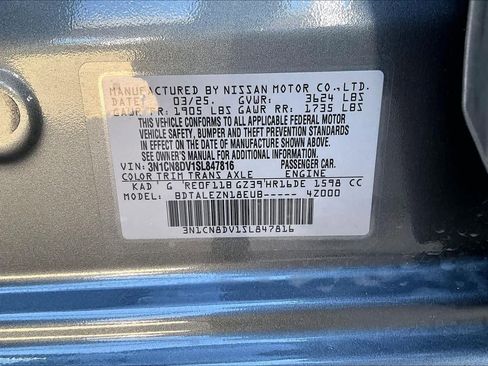 MANUFACTURED BY NISSAN MOTOR CO.,LTD.
DATE: 03/25. GVWR: 3624 LBS
GAWR FR: 1905 LBS GAWR RR: 1735 LBS
THIS VEHICLE CONFORMS TO ALL APPLICABLE FEDERAL MOTOR
VEHICLE SAFETY, BUMPER AND THEFT PREVENTION STANDARDS
IN EFFECT ON THE DATE OF MANUFACTURE SHOWN ABOVE.
SEE OWNER'S MANUAL
VIN: 3N1CN8DV1SL847816 PASSENGER CAR.
COLOR TRIM TRANS AXLE ENGINE
KAD G RE0F11B GZ39 HR16DE 1598 CC
MODEL: BDTALEZN18EUB----- 4Z000
3N1CN8DV1SL847816